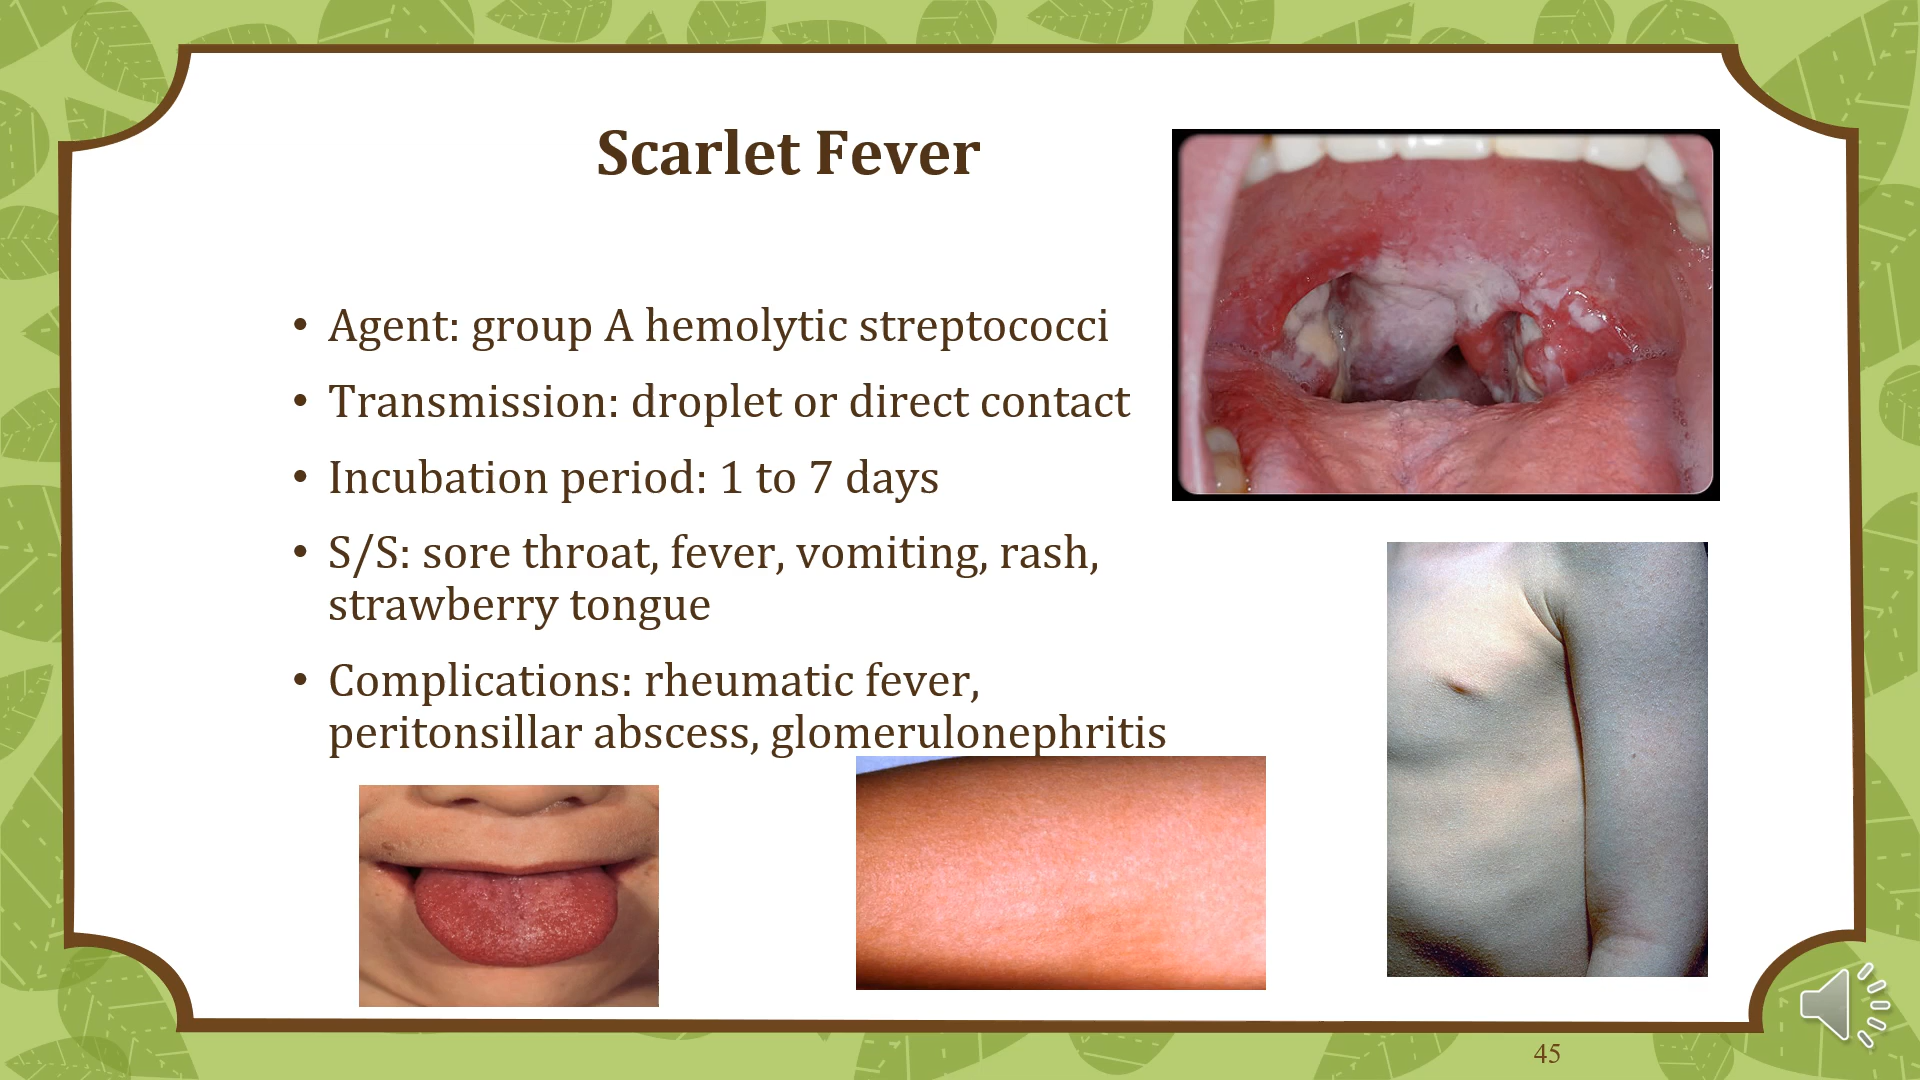 Scarlet Fever
• Agent: group A hemolytic streptococci
• Transmission: droplet or direct contact
• Incubation period: 1 to 7 days
• S/S: sore throat, fever, vomiting, rash,
strawberry tongue
• Complications: rheumatic fever,
peritonsillar abscess, glomerulonephritis
45